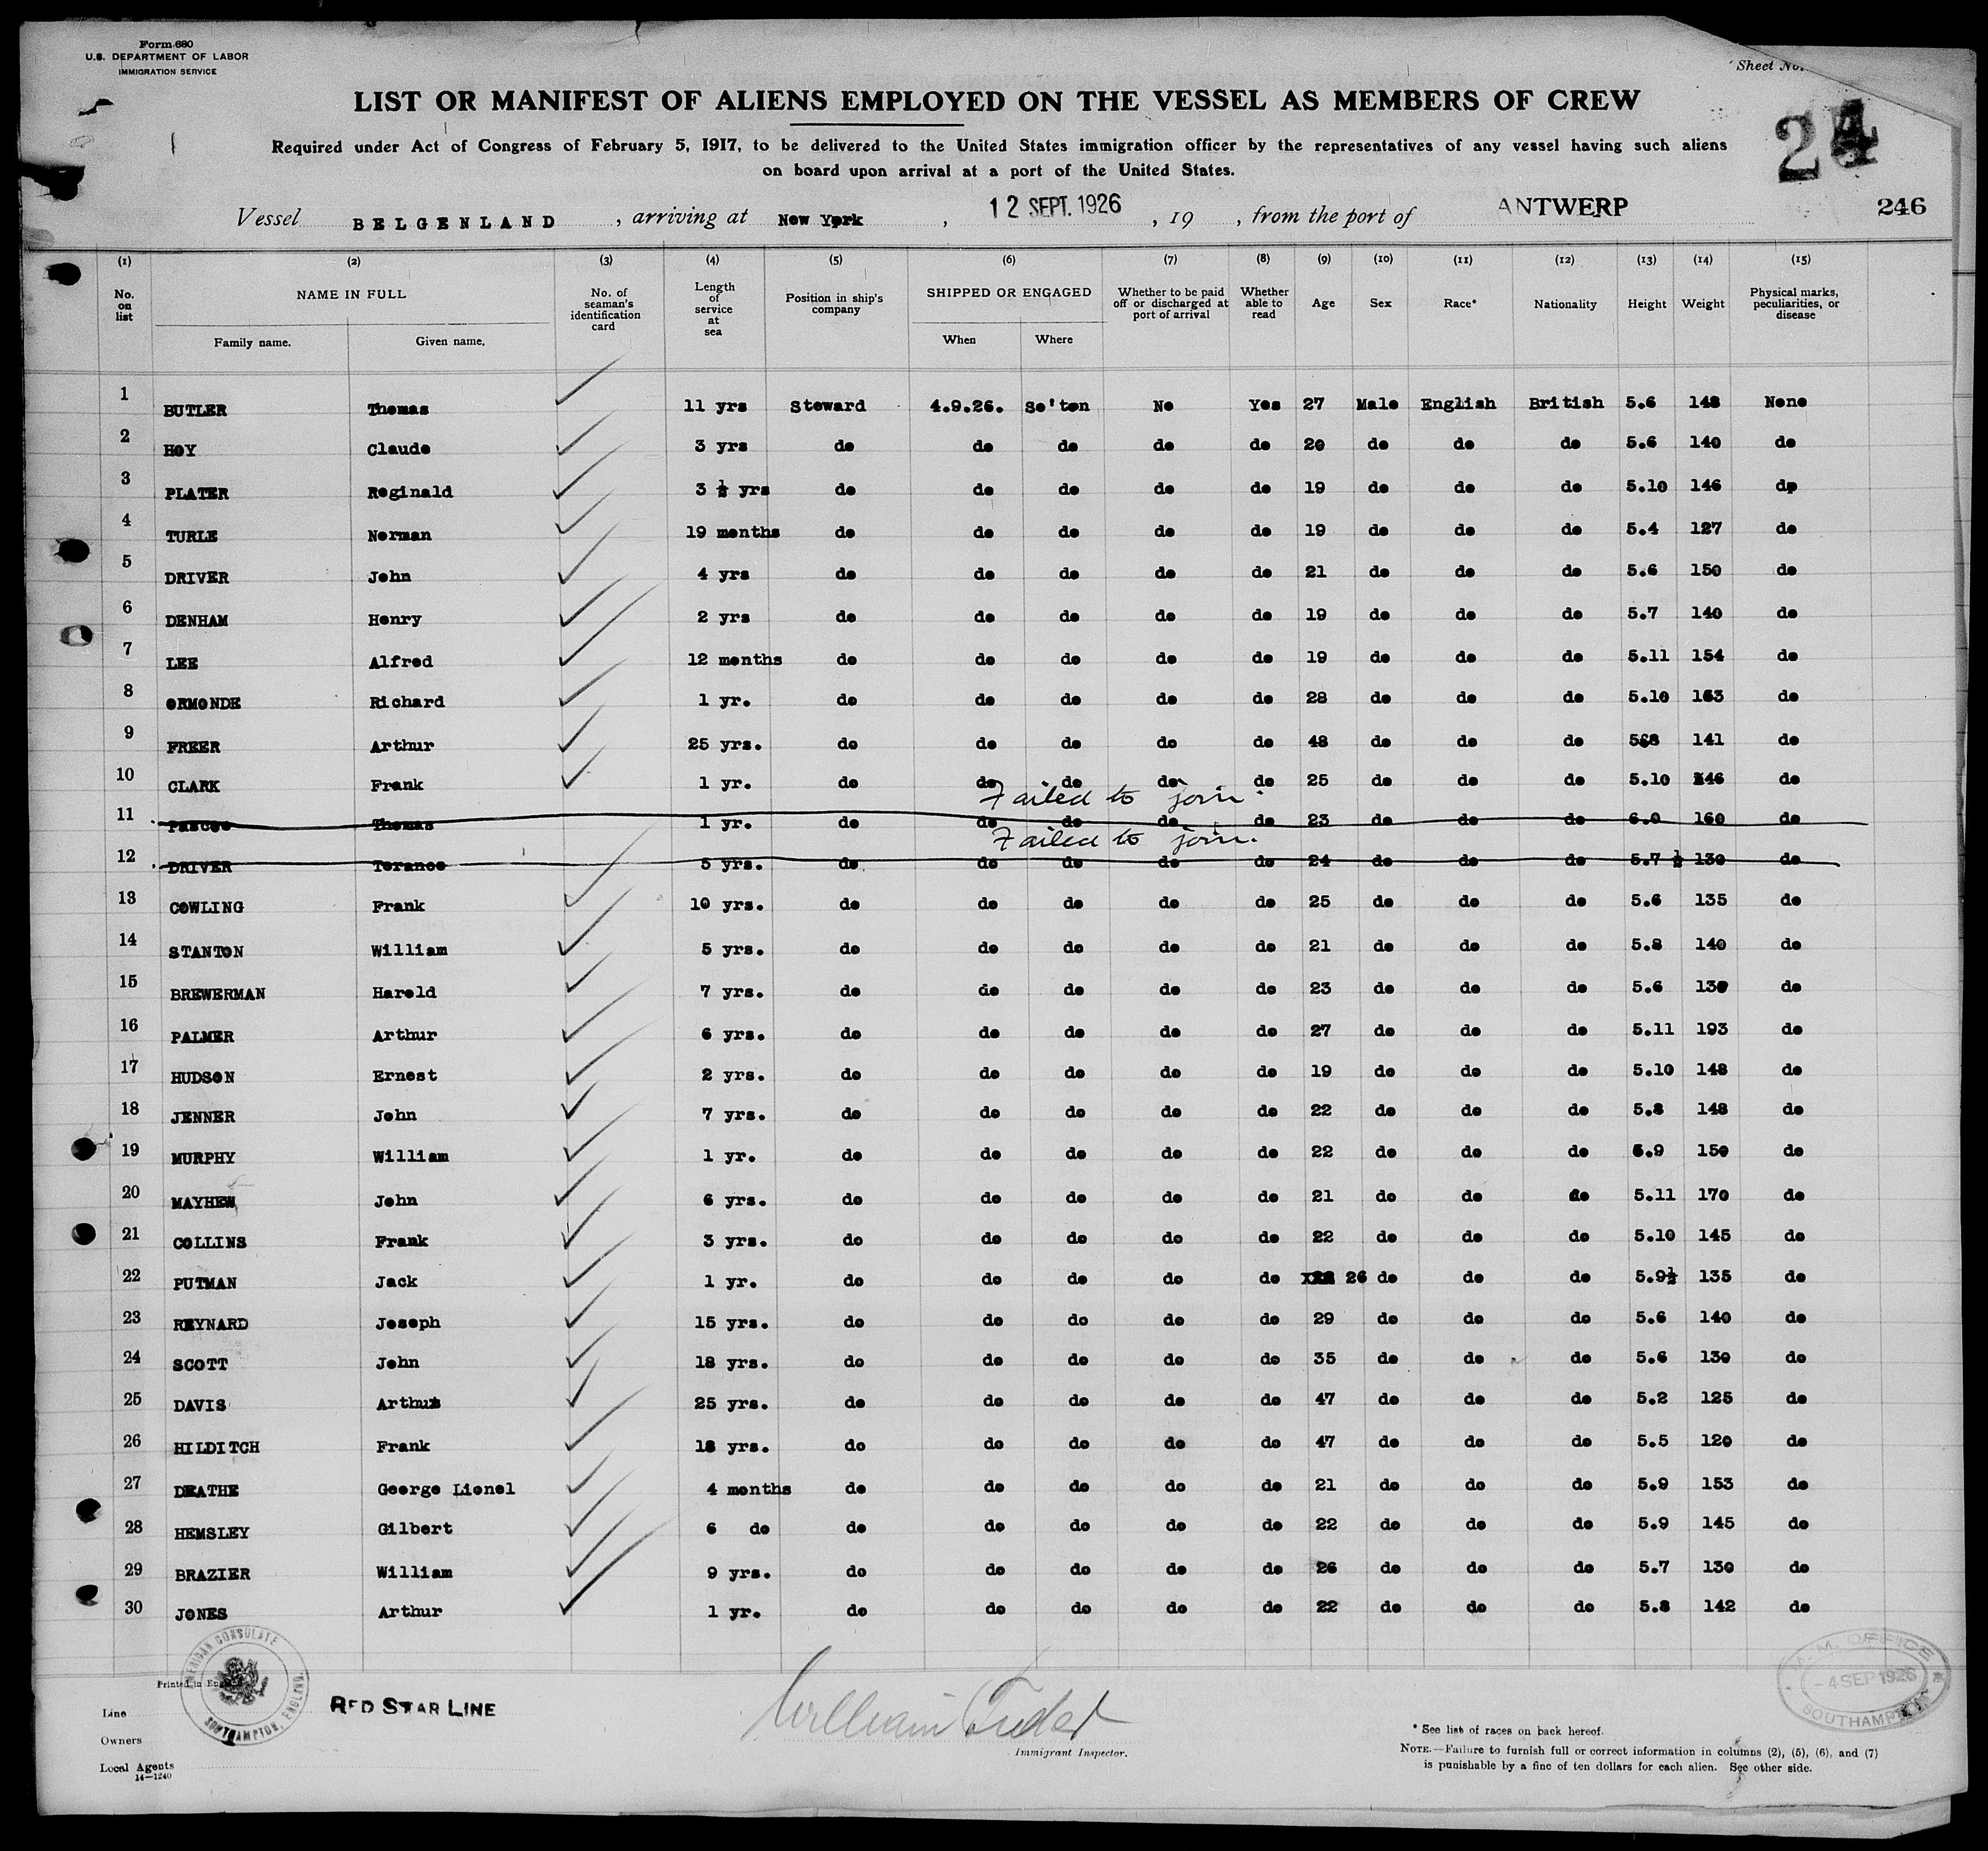 Form 680
U.S. DEPARTMENT OF LABOR
IMMIGRATION SERVICE
Sheet No.
LIST OR MANIFEST OF ALIENS EMPLOYED ON THE VESSEL AS MEMBERS OF CREW
Required under Act of Congress of February 5, 1917, to be delivered to the United States immigration officer by the representatives of any vessel having such aliens
on board upon arrival at a port of the United States.
24
Vessel BELGENLAND , arriving at New York , 12 SEPT. 1926 , 19 , from the port of ANTWERP 246
(1) (2) (3) (4) (5) (6) (7) (8) (9) (10) (11) (12) (13) (14) (15)
No. on list NAME IN FULL Family name. Given name. No. of seaman's identification card Length of service at sea Position in ship's company SHIPPED OR ENGAGED When Where Whether to be paid off or discharged at port of arrival Whether able to read Age Sex Race* Nationality Height Weight Physical marks, peculiarities, or disease
1 BUTLER Thomas 11 yrs Steward 4.9.26. So'ton No Yes 27 Male English British 5.6 148 None
2 HOY Claude 3 yrs do do do do do 20 do do do 5.6 140 do
3 PLATER Reginald 3 ½ yrs do do do do do 19 do do do 5.10 146 dp
4 TURLE Norman 19 months do do do do do 19 do do do 5.4 127 do
5 DRIVER John 4 yrs do do do do do 21 do do do 5.6 150 do
6 DENHAM Henry 2 yrs do do do do do 19 do do do 5.7 140 do
7 LEE Alfred 12 months do do do do do 19 do do do 5.11 154 do
8 ORMONDE Richard 1 yr. do do do do do 28 do do do 5.10 163 do
9 FREER Arthur 25 yrs. do do do do do 48 do do do 5&8 141 do
10 CLARK Frank 1 yr. do do do do do 25 do do do 5.10 146 do
Failed to join.
11 Pascoe Thomas 1 yr. do do do do do 23 do do do 6.0 160 do
Failed to join.
12 DRIVER Terance 5 yrs. do do do do do 24 do do do 5.7 ½ 130 do
13 COWLING Frank 10 yrs. do do do do do 25 do do do 5.6 135 do
14 STANTON William 5 yrs. do do do do do 21 do do do 5.8 140 do
15 BREWERMAN Harold 7 yrs. do do do do do 23 do do do 5.6 130 do
16 PALMER Arthur 6 yrs. do do do do do 27 do do do 5.11 193 do
17 HUDSON Ernest 2 yrs. do do do do do 19 do do do 5.10 148 do
18 JENNER John 7 yrs. do do do do do 22 do do do 5.8 148 do
19 MURPHY William 1 yr. do do do do do 22 do do do 5.9 150 do
20 MAYHEW John 6 yrs. do do do do do 21 do do do 5.11 170 do
21 COLLINS Frank 3 yrs. do do do do do 22 do do do 5.10 145 do
22 PUTMAN Jack 1 yr. do do do do do 26 do do do 5.9½ 135 do
23 REYNARD Joseph 15 yrs. do do do do do 29 do do do 5.6 140 do
24 SCOTT John 18 yrs. do do do do do 35 do do do 5.6 130 do
25 DAVIS Arthur 25 yrs. do do do do do 47 do do do 5.2 125 do
26 HILDITCH Frank 18 yrs. do do do do do 47 do do do 5.5 120 do
27 DEATHE George Lionel 4 months do do do do do 21 do do do 5.9 153 do
28 HEMSLEY Gilbert 6 do do do do do do 22 do do do 5.9 145 do
29 BRAZIER William 9 yrs. do do do do do 26 do do do 5.7 130 do
30 JONES Arthur 1 yr. do do do do do 22 do do do 5.8 142 do
AMERICAN CONSULATE SOUTHAMPTON, ENGLAND
M. M. OFFICE
- 4 SEP 1926
SOUTHAMPTON
Printed in England
Line RED STAR LINE
Owners
Local Agents
14—1240
William
Immigrant Inspector.
* See list of races on back hereof.
NOTE.—Failure to furnish full or correct information in columns (2), (5), (6), and (7)
is punishable by a fine of ten dollars for each alien. See other side.